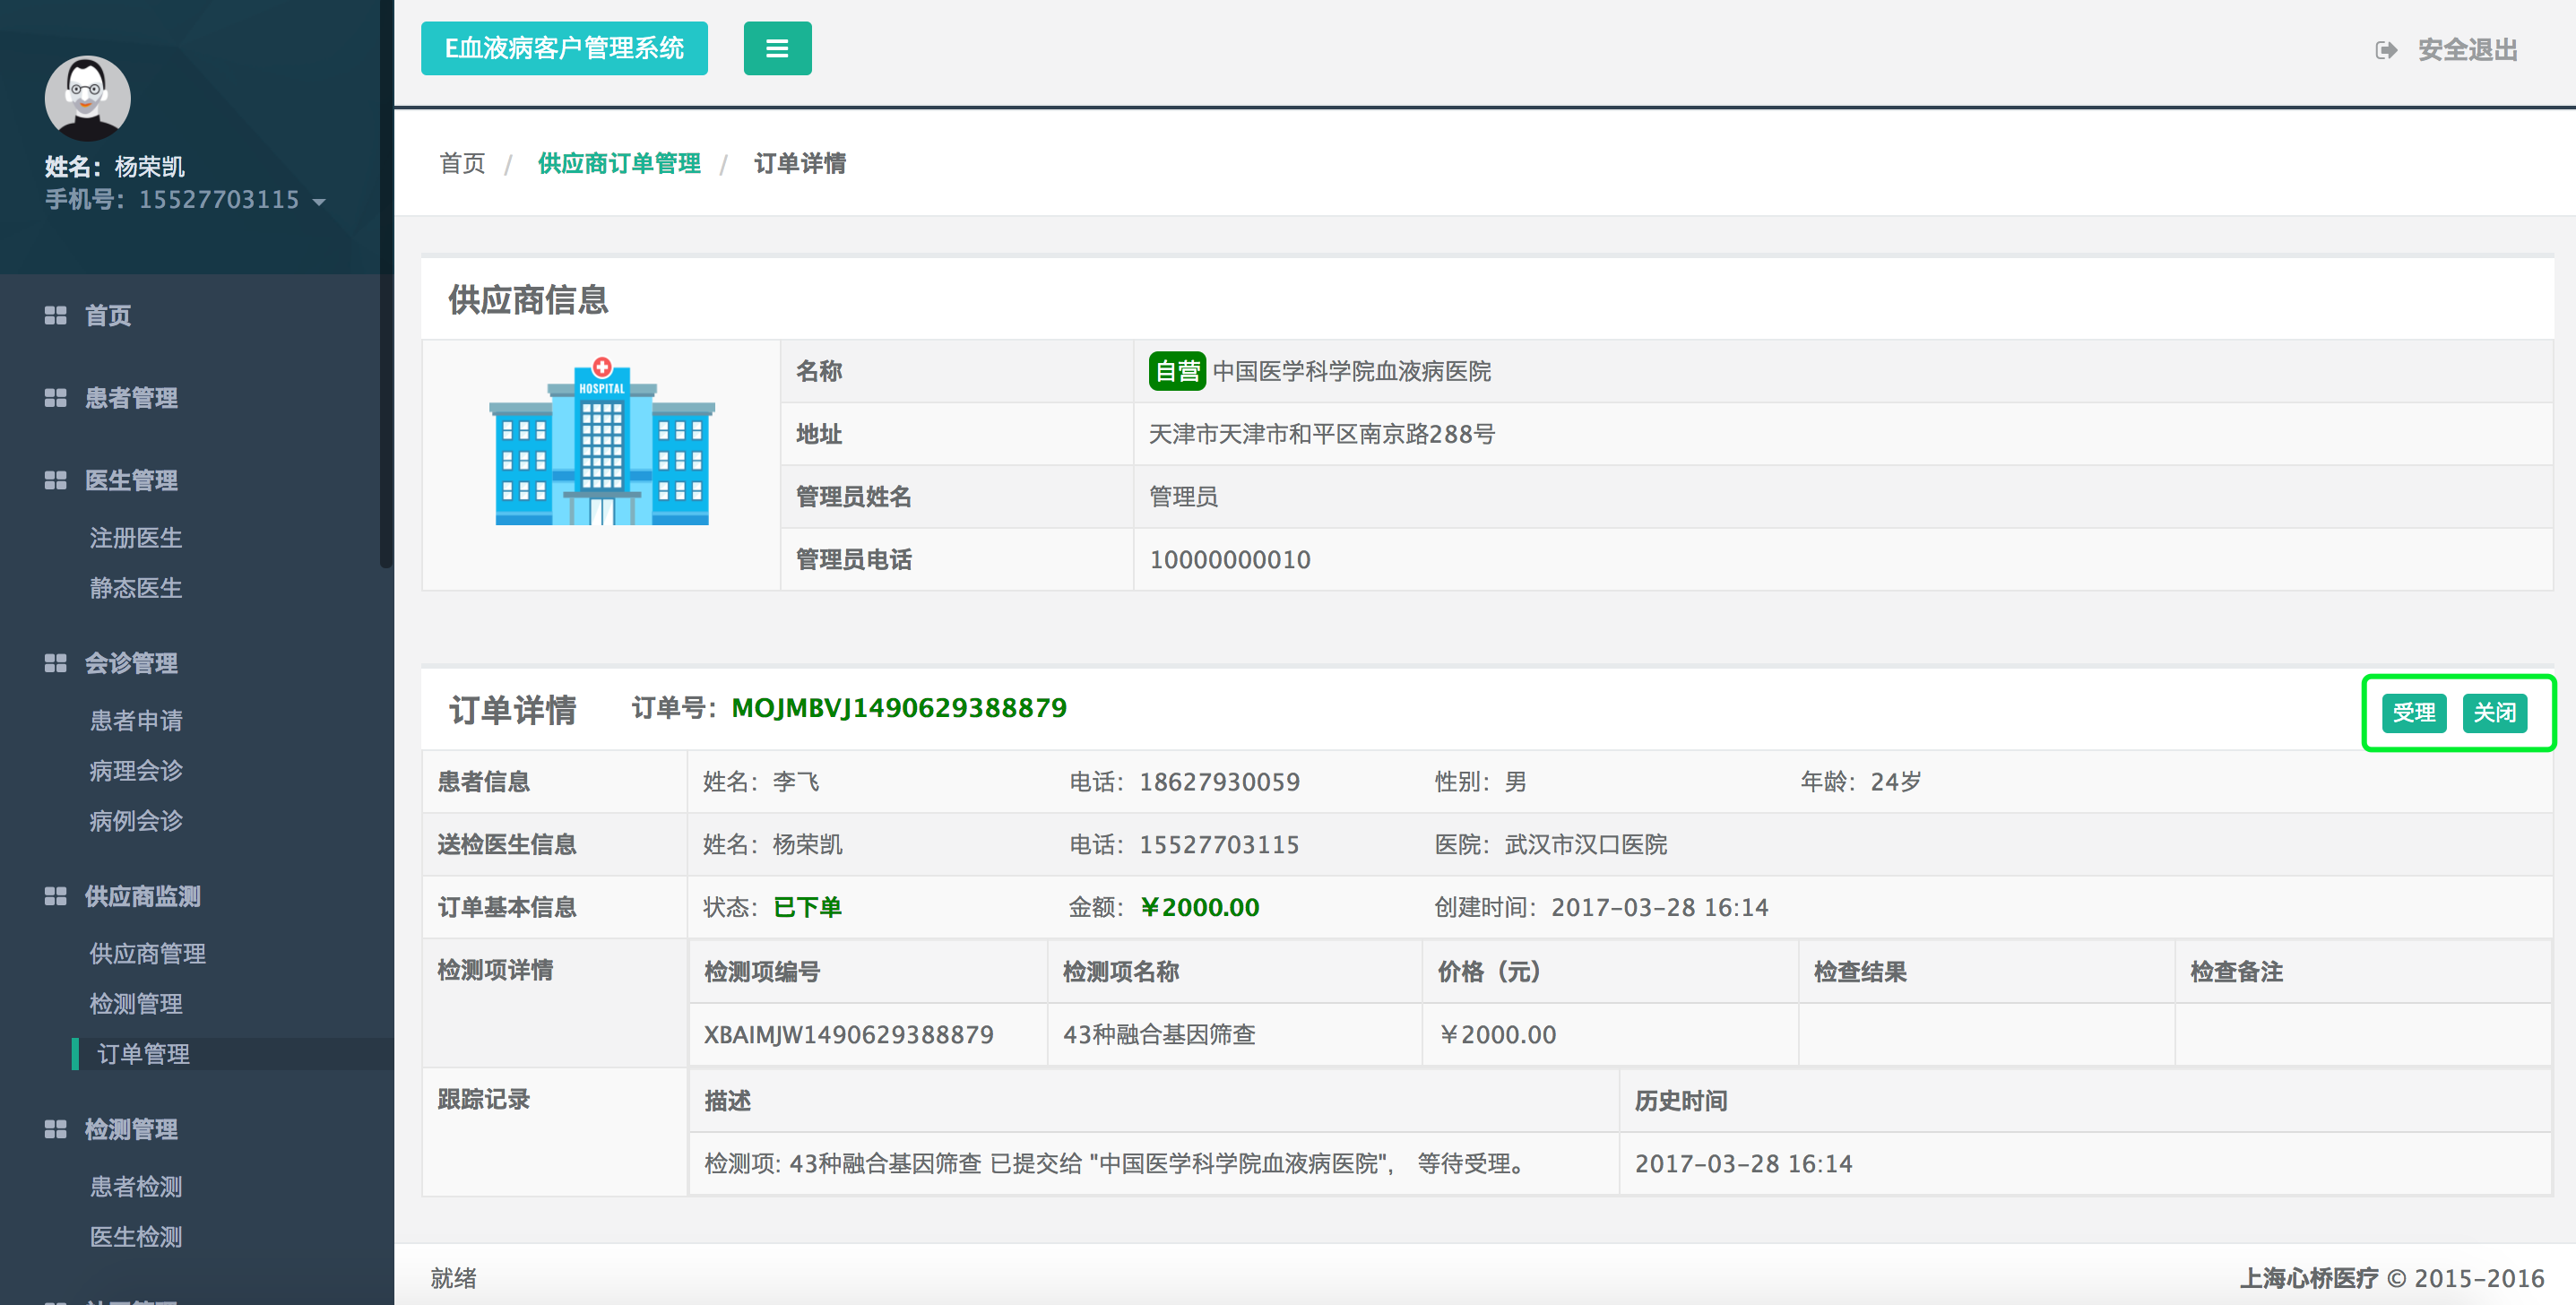 E血液病客户管理系统
安全退出
姓名：杨荣凯
手机号：15527703115
首页
患者管理
医生管理
注册医生
静态医生
会诊管理
患者申请
病理会诊
病例会诊
供应商监测
供应商管理
检测管理
订单管理
检测管理
患者检测
医生检测
首页 / 供应商订单管理 / 订单详情
供应商信息
HOSPITAL
名称 自营 中国医学科学院血液病医院
地址 天津市天津市和平区南京路288号
管理员姓名 管理员
管理员电话 10000000010
订单详情 订单号：MOJMBVJ1490629388879 受理 关闭
患者信息 姓名：李飞 电话：18627930059 性别：男 年龄：24岁
送检医生信息 姓名：杨荣凯 电话：15527703115 医院：武汉市汉口医院
订单基本信息 状态：已下单 金额：￥2000.00 创建时间：2017-03-28 16:14
检测项详情 检测项编号 检测项名称 价格（元） 检查结果 检查备注
XBAIMJW1490629388879 43种融合基因筛查 ￥2000.00
跟踪记录 描述 历史时间
检测项: 43种融合基因筛查 已提交给 "中国医学科学院血液病医院"， 等待受理。 2017-03-28 16:14
就绪 上海心桥医疗 © 2015-2016